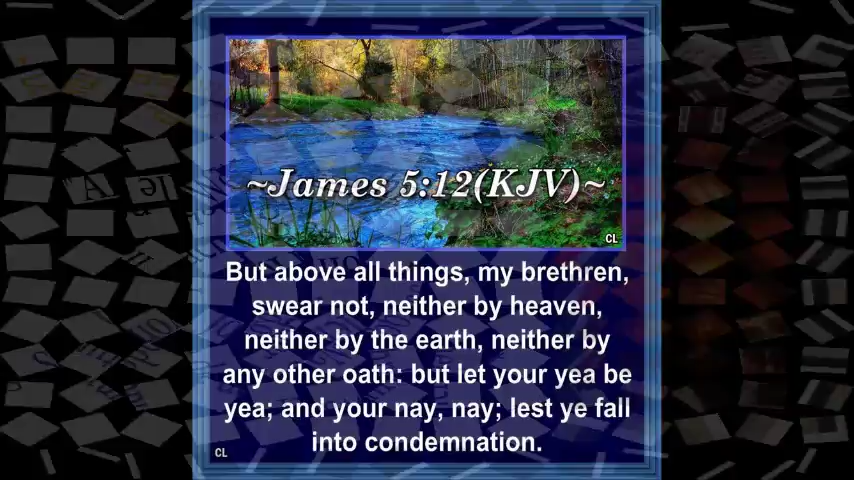 ~James 5:12(KJV)~
CL
But above all things, my brethren,
swear not, neither by heaven,
neither by the earth, neither by
any other oath: but let your yea be
yea; and your nay, nay; lest ye fall
into condemnation.
CL